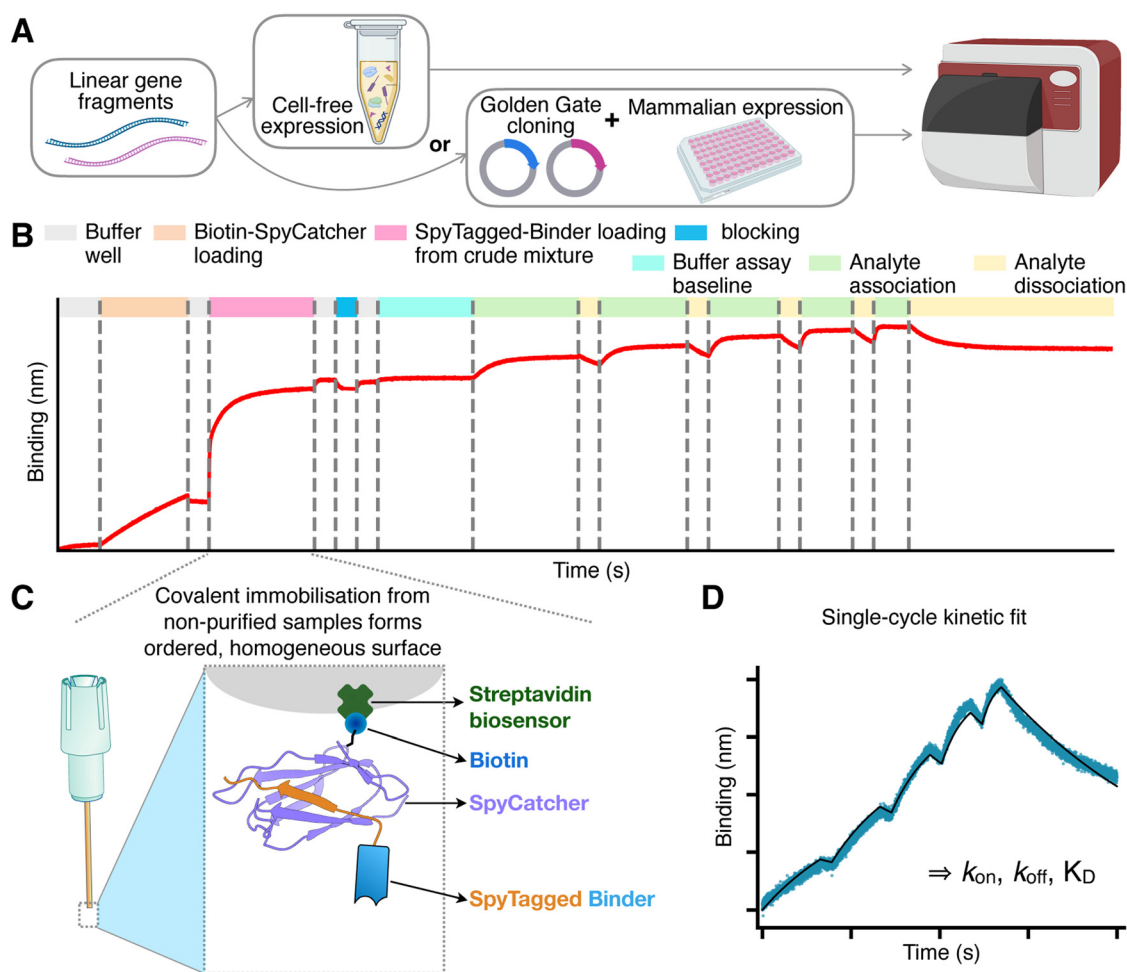 A
Linear gene
fragments
Cell-free
expression
or
Golden Gate
cloning
+
Mammalian expression
B
Buffer
well
Biotin-SpyCatcher
loading
SpyTagged-Binder loading
from crude mixture
blocking
Buffer assay
baseline
Analyte
association
Analyte
dissociation
Binding (nm)
Time (s)
C
Covalent immobilisation from
non-purified samples forms
ordered, homogeneous surface
Streptavidin
biosensor
Biotin
SpyCatcher
SpyTagged Binder
D
Single-cycle kinetic fit
Binding (nm)
⇒ kon, koff, KD
Time (s)